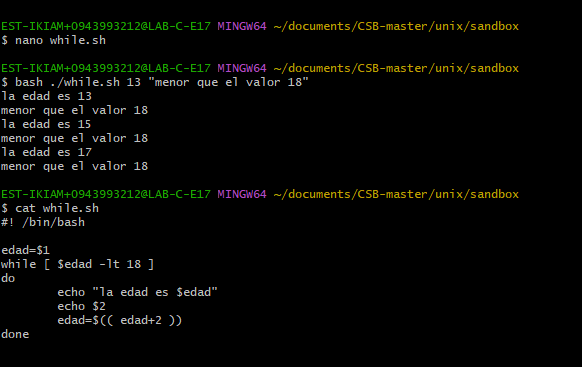 EST-IKIAM+O943993212@LAB-C-E17 MINGW64 ~/documents/CSB-master/unix/sandbox
$ nano while.sh
EST-IKIAM+O943993212@LAB-C-E17 MINGW64 ~/documents/CSB-master/unix/sandbox
$ bash ./while.sh 13 "menor que el valor 18"
la edad es 13
menor que el valor 18
la edad es 15
menor que el valor 18
la edad es 17
menor que el valor 18
EST-IKIAM+O943993212@LAB-C-E17 MINGW64 ~/documents/CSB-master/unix/sandbox
$ cat while.sh
#! /bin/bash
edad=$1
while [ $edad -lt 18 ]
do
echo "la edad es $edad"
echo $2
edad=$(( edad+2 ))
done